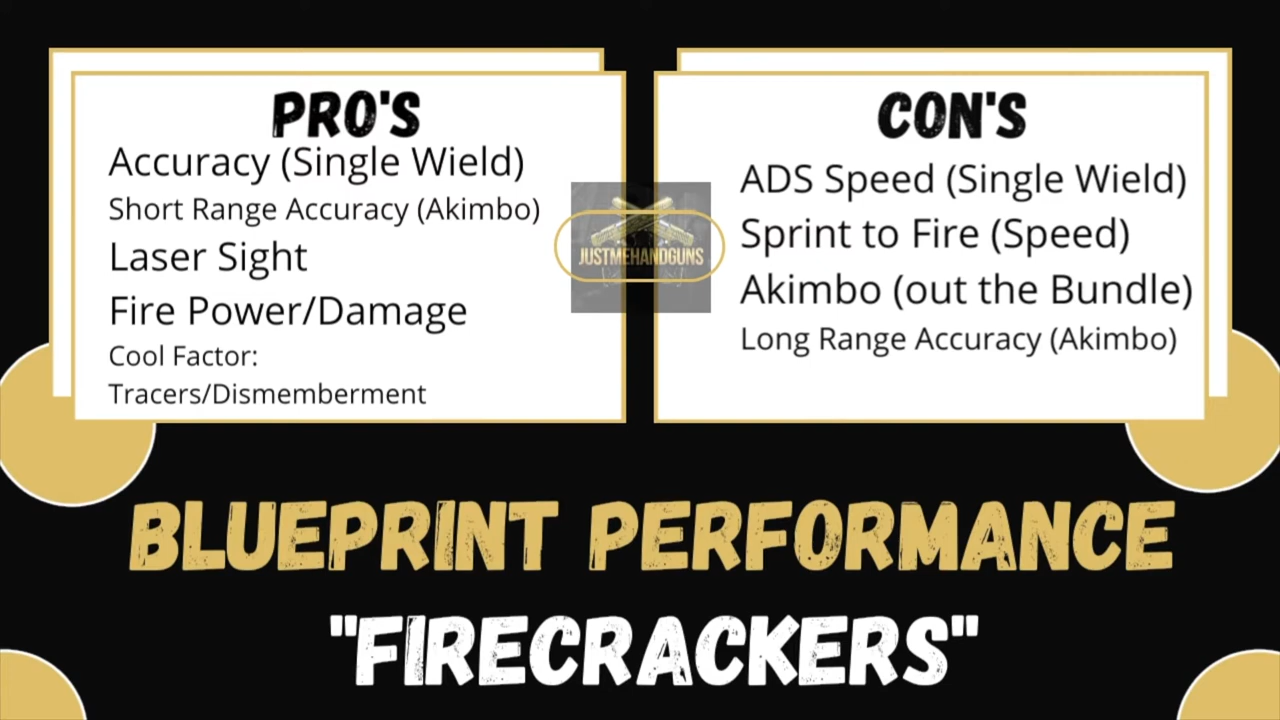 PRO'S
Accuracy (Single Wield)
Short Range Accuracy (Akimbo)
Laser Sight
Fire Power/Damage
Cool Factor:
Tracers/Dismemberment
JUSTMEHANDGUNS
CON'S
ADS Speed (Single Wield)
Sprint to Fire (Speed)
Akimbo (out the Bundle)
Long Range Accuracy (Akimbo)
BLUEPRINT PERFORMANCE
"FIRECRACKERS"